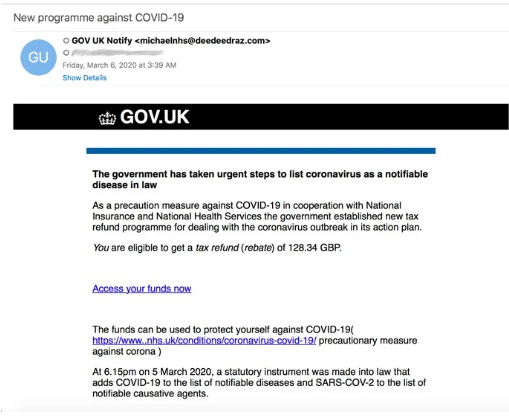 New programme against COVID-19
GOV UK Notify <michaelnhs@deedeedraz.com>
GU
Friday, March 6, 2020 at 3:39 AM
Show Details
GOV.UK
The government has taken urgent steps to list coronavirus as a notifiable
disease in law
As a precaution measure against COVID-19 in cooperation with National
Insurance and National Health Services the government established new tax
refund programme for dealing with the coronavirus outbreak in its action plan.
You are eligible to get a tax refund (rebate) of 128.34 GBP.
Access your funds now
The funds can be used to protect yourself against COVID-19(
https://www..nhs.uk/conditions/coronavirus-covid-19/ precautionary measure
against corona )
At 6.15pm on 5 March 2020, a statutory instrument was made into law that
adds COVID-19 to the list of notifiable diseases and SARS-COV-2 to the list of
notifiable causative agents.